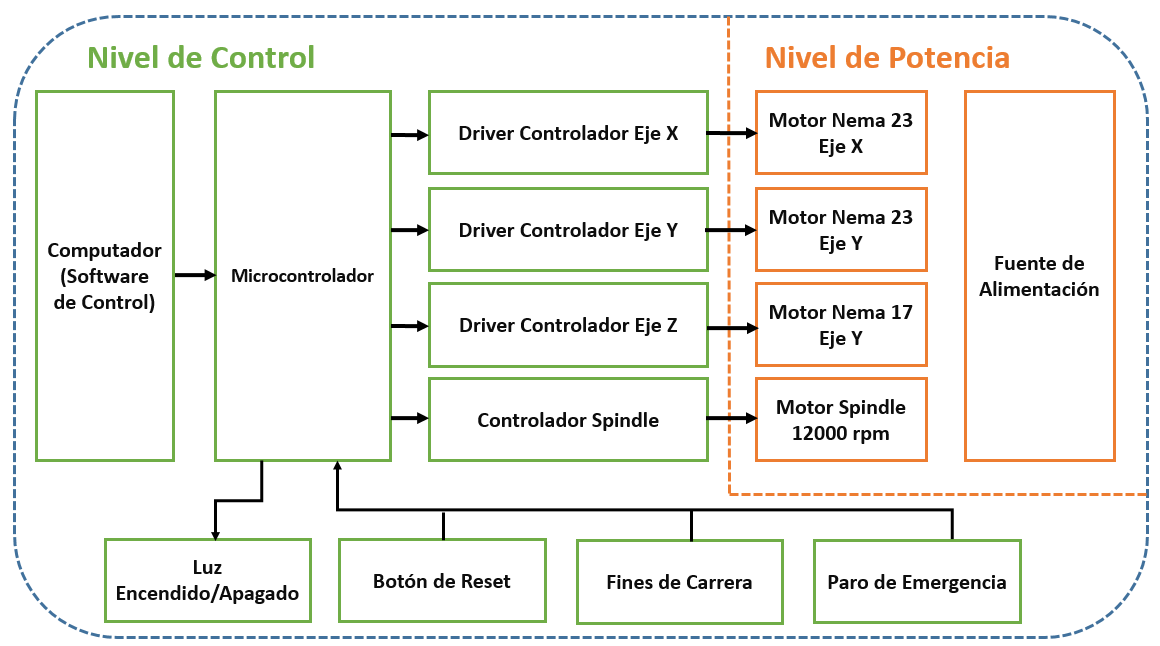 Nivel de Control
Nivel de Potencia
Computador
(Software
de Control)
Microcontrolador
Driver Controlador Eje X
Driver Controlador Eje Y
Driver Controlador Eje Z
Controlador Spindle
Motor Nema 23
Eje X
Motor Nema 23
Eje Y
Motor Nema 17
Eje Y
Motor Spindle
12000 rpm
Fuente de
Alimentación
Luz
Encendido/Apagado
Botón de Reset
Fines de Carrera
Paro de Emergencia